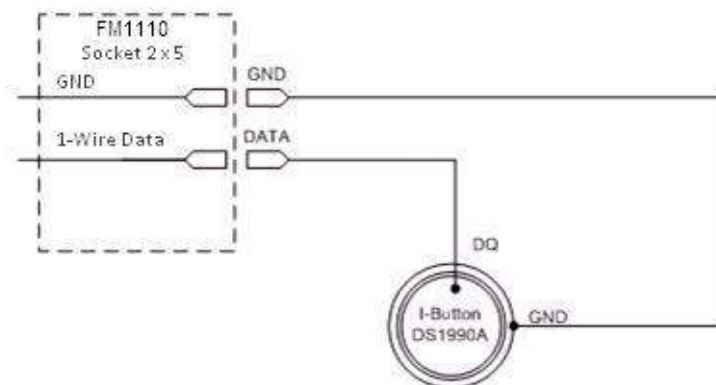 FM1110
Socket 2 x 5
GND
GND
1-Wire Data
DATA
DQ
I-Button
DS1990A
GND